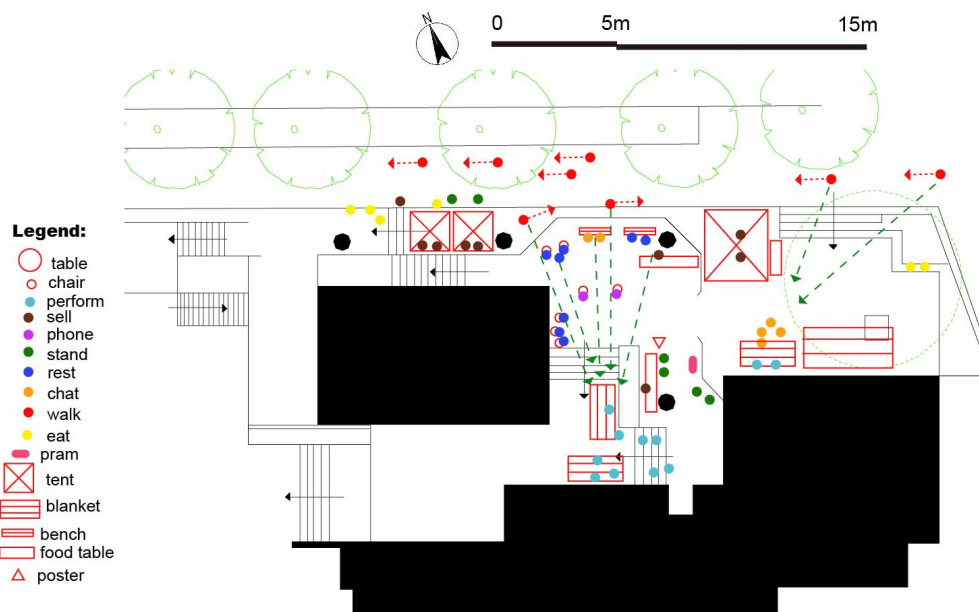 N
0 5m 15m
Legend:
table
chair
perform
sell
phone
stand
rest
chat
walk
eat
pram
tent
blanket
bench
food table
poster